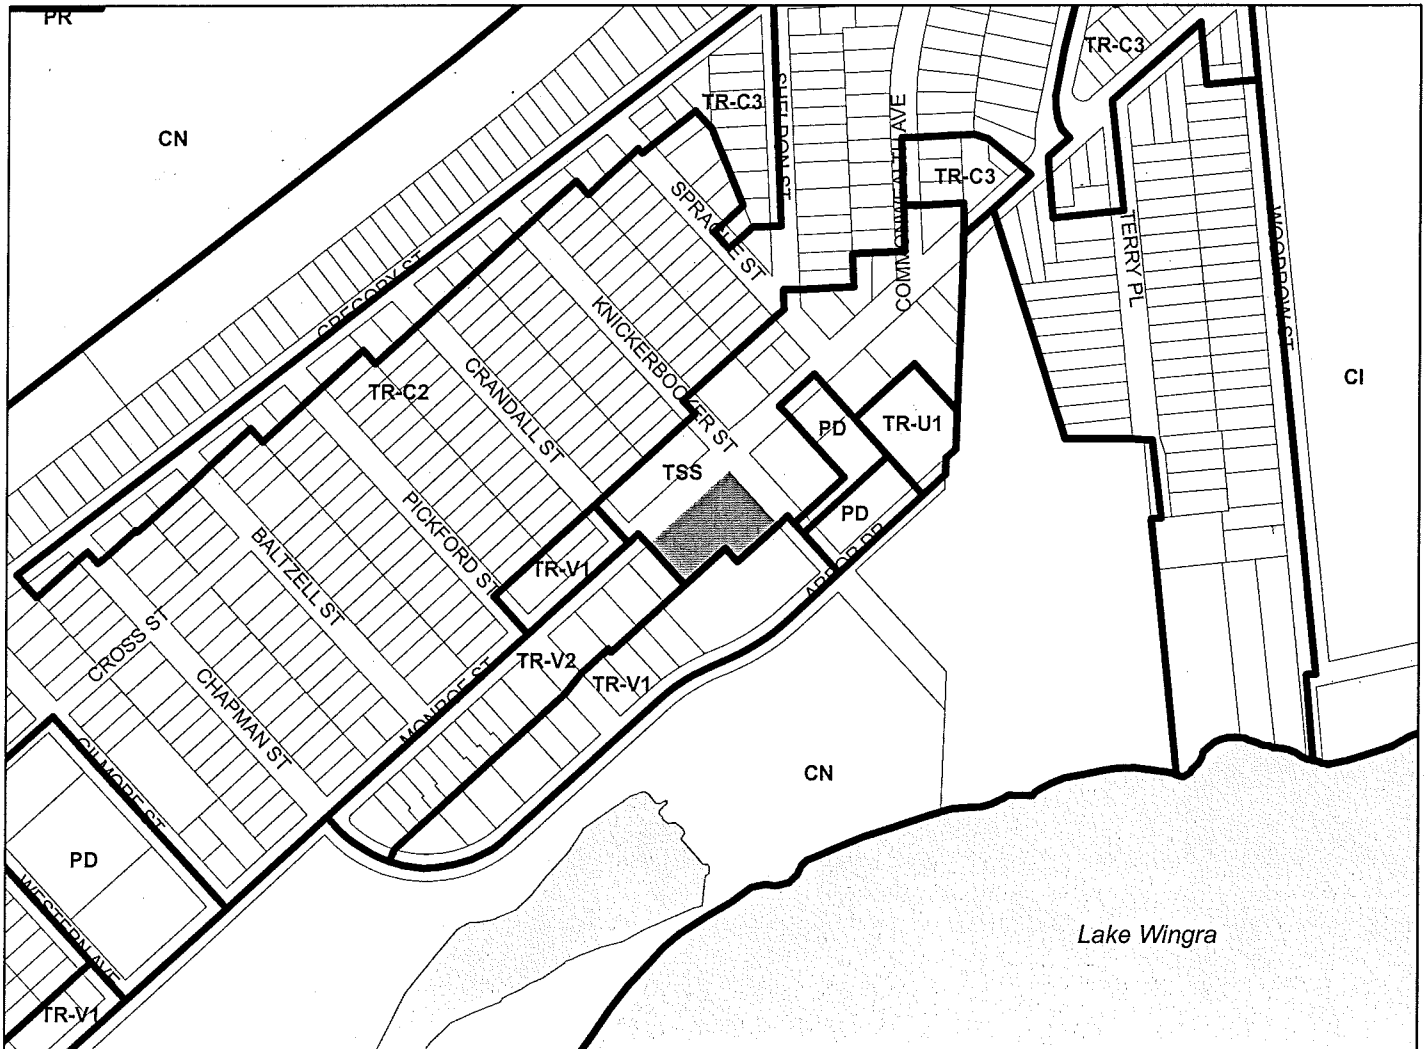 PR
TR-C3
TR-C3
CN
SHELDON ST
COMMONWEALTH AVE
TR-C3
SPRAGUE ST
TERRY PL
WOODROW ST
GREGORY ST
KNICKERBOCKER ST
CRANDALL ST
TR-C2
CI
PD
TR-U1
TSS
PICKFORD ST
PD
BALTZELL ST
TR-V1
ARBOR DR
CROSS ST
TR-V2
TR-V1
CHAPMAN ST
MONROE ST
CN
GILMORE ST
PD
WESTERN AVE
Lake Wingra
TR-V1